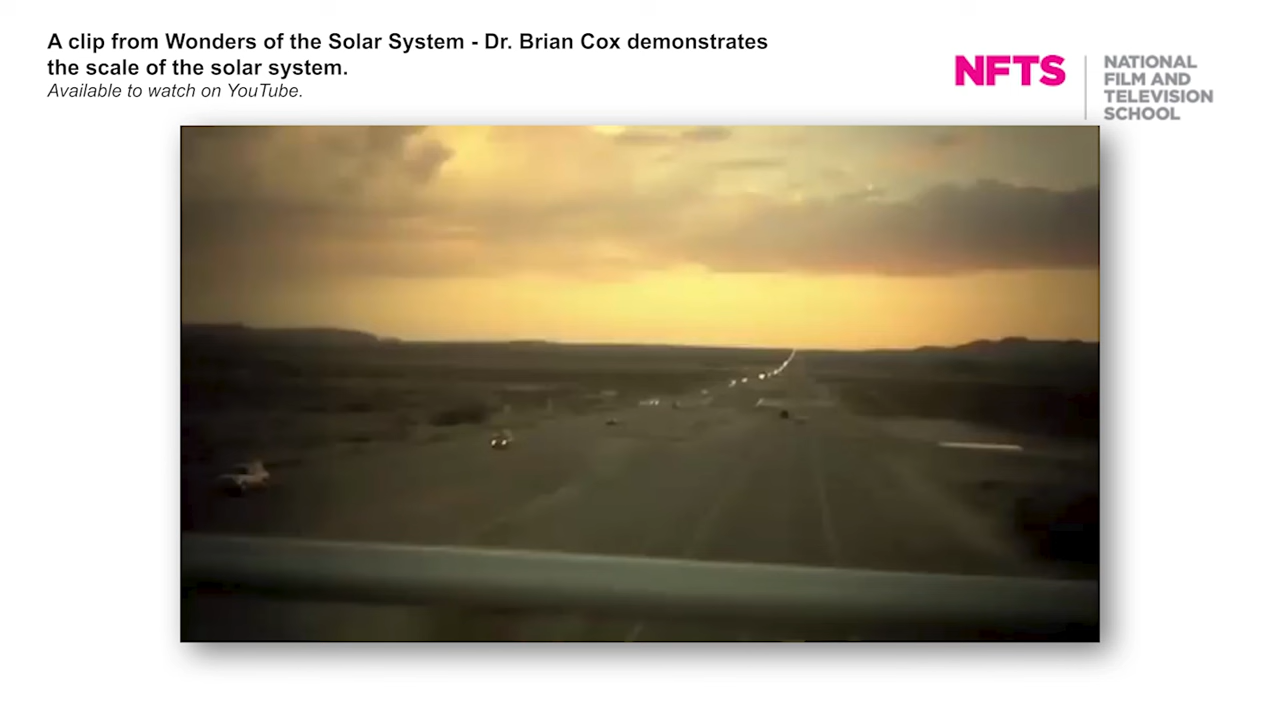 A clip from Wonders of the Solar System - Dr. Brian Cox demonstrates
the scale of the solar system.
Available to watch on YouTube.
NFTS
NATIONAL
FILM AND
TELEVISION
SCHOOL